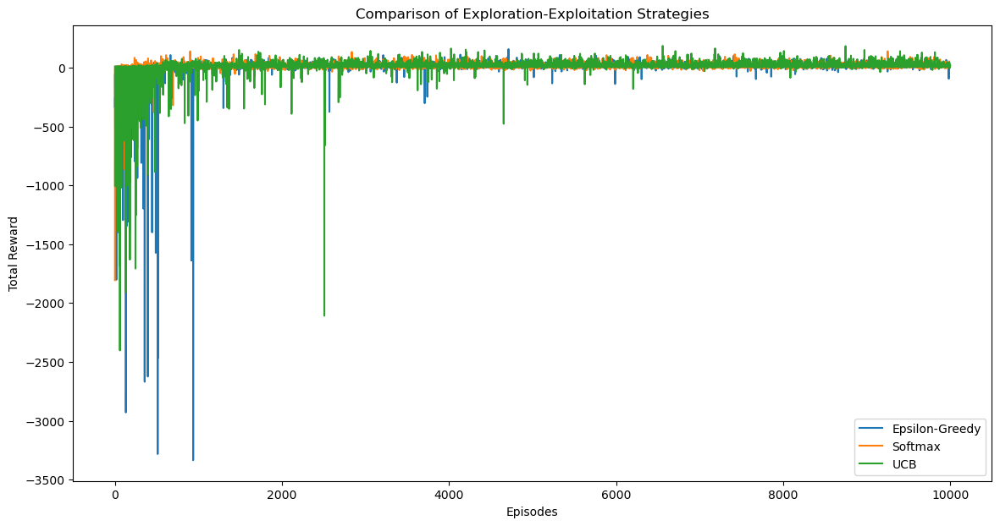 Comparison of Exploration-Exploitation Strategies
Total Reward
0
−500
−1000
−1500
−2000
−2500
−3000
−3500
0 2000 4000 6000 8000 10000
Episodes
Epsilon-Greedy
Softmax
UCB